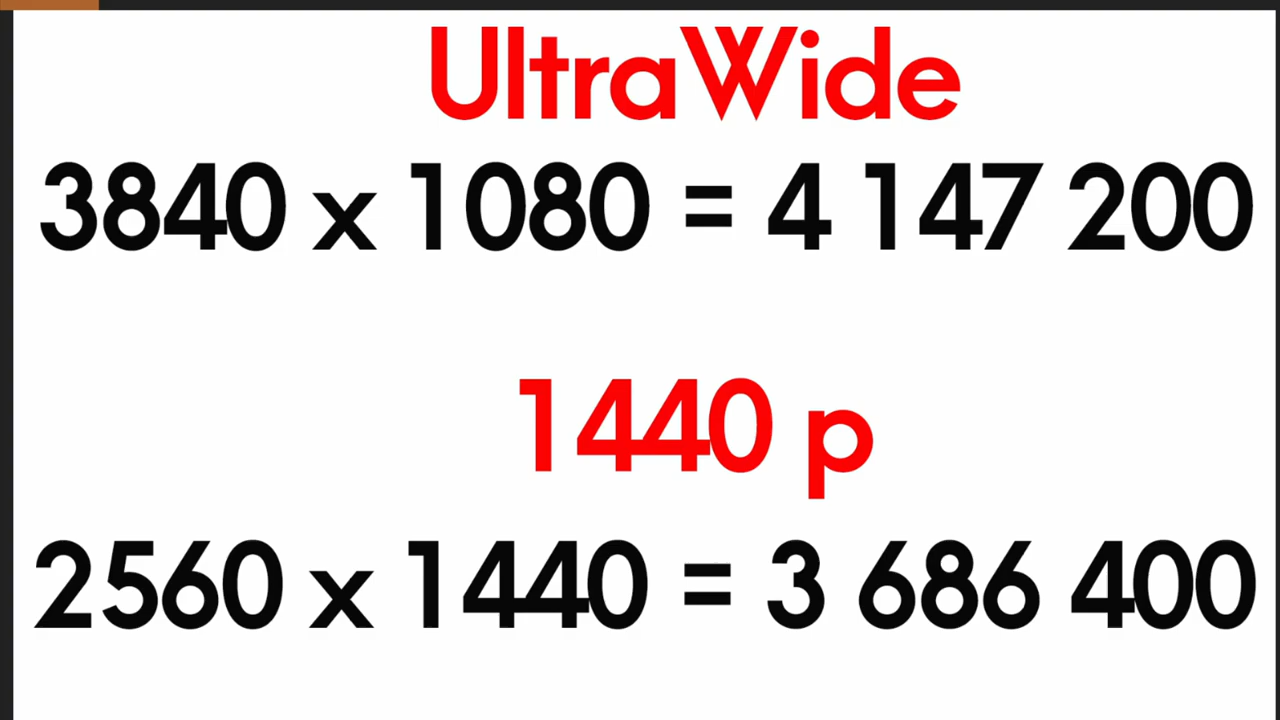 UltraWide
3840 x 1080 = 4 147 200
1440 p
2560 x 1440 = 3 686 400